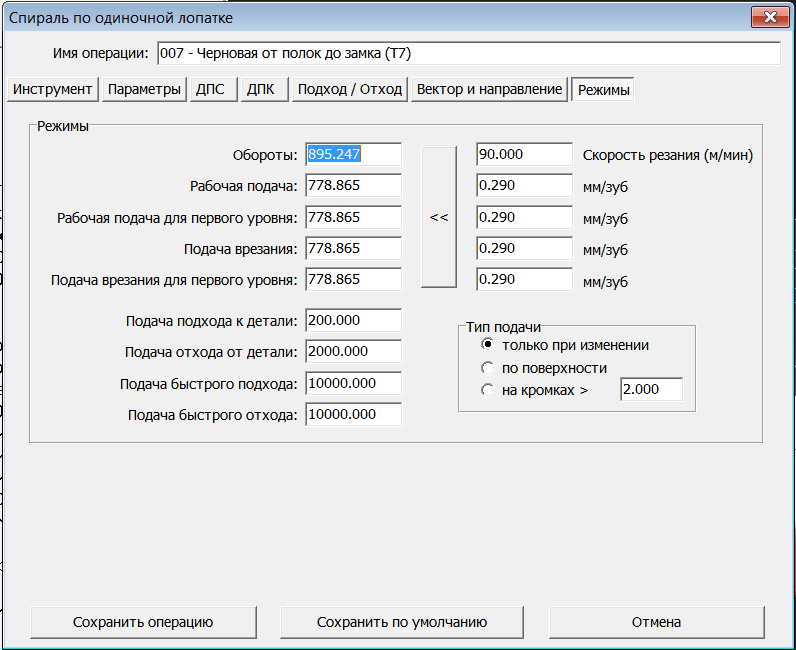 Спираль по одиночной лопатке
Имя операции: 007 - Черновая от полок до замка (Т7)
Инструмент Параметры ДПС ДПК Подход / Отход Вектор и направление Режимы
Режимы
Обороты: 895.247 90.000 Скорость резания (м/мин)
Рабочая подача: 778.865 0.290 мм/зуб
Рабочая подача для первого уровня: 778.865 << 0.290 мм/зуб
Подача врезания: 778.865 0.290 мм/зуб
Подача врезания для первого уровня: 778.865 0.290 мм/зуб
Подача подхода к детали: 200.000
Тип подачи
Подача отхода от детали: 2000.000 только при изменении
по поверхности
Подача быстрого подхода: 10000.000 на кромках > 2.000
Подача быстрого отхода: 10000.000
Сохранить операцию Сохранить по умолчанию Отмена